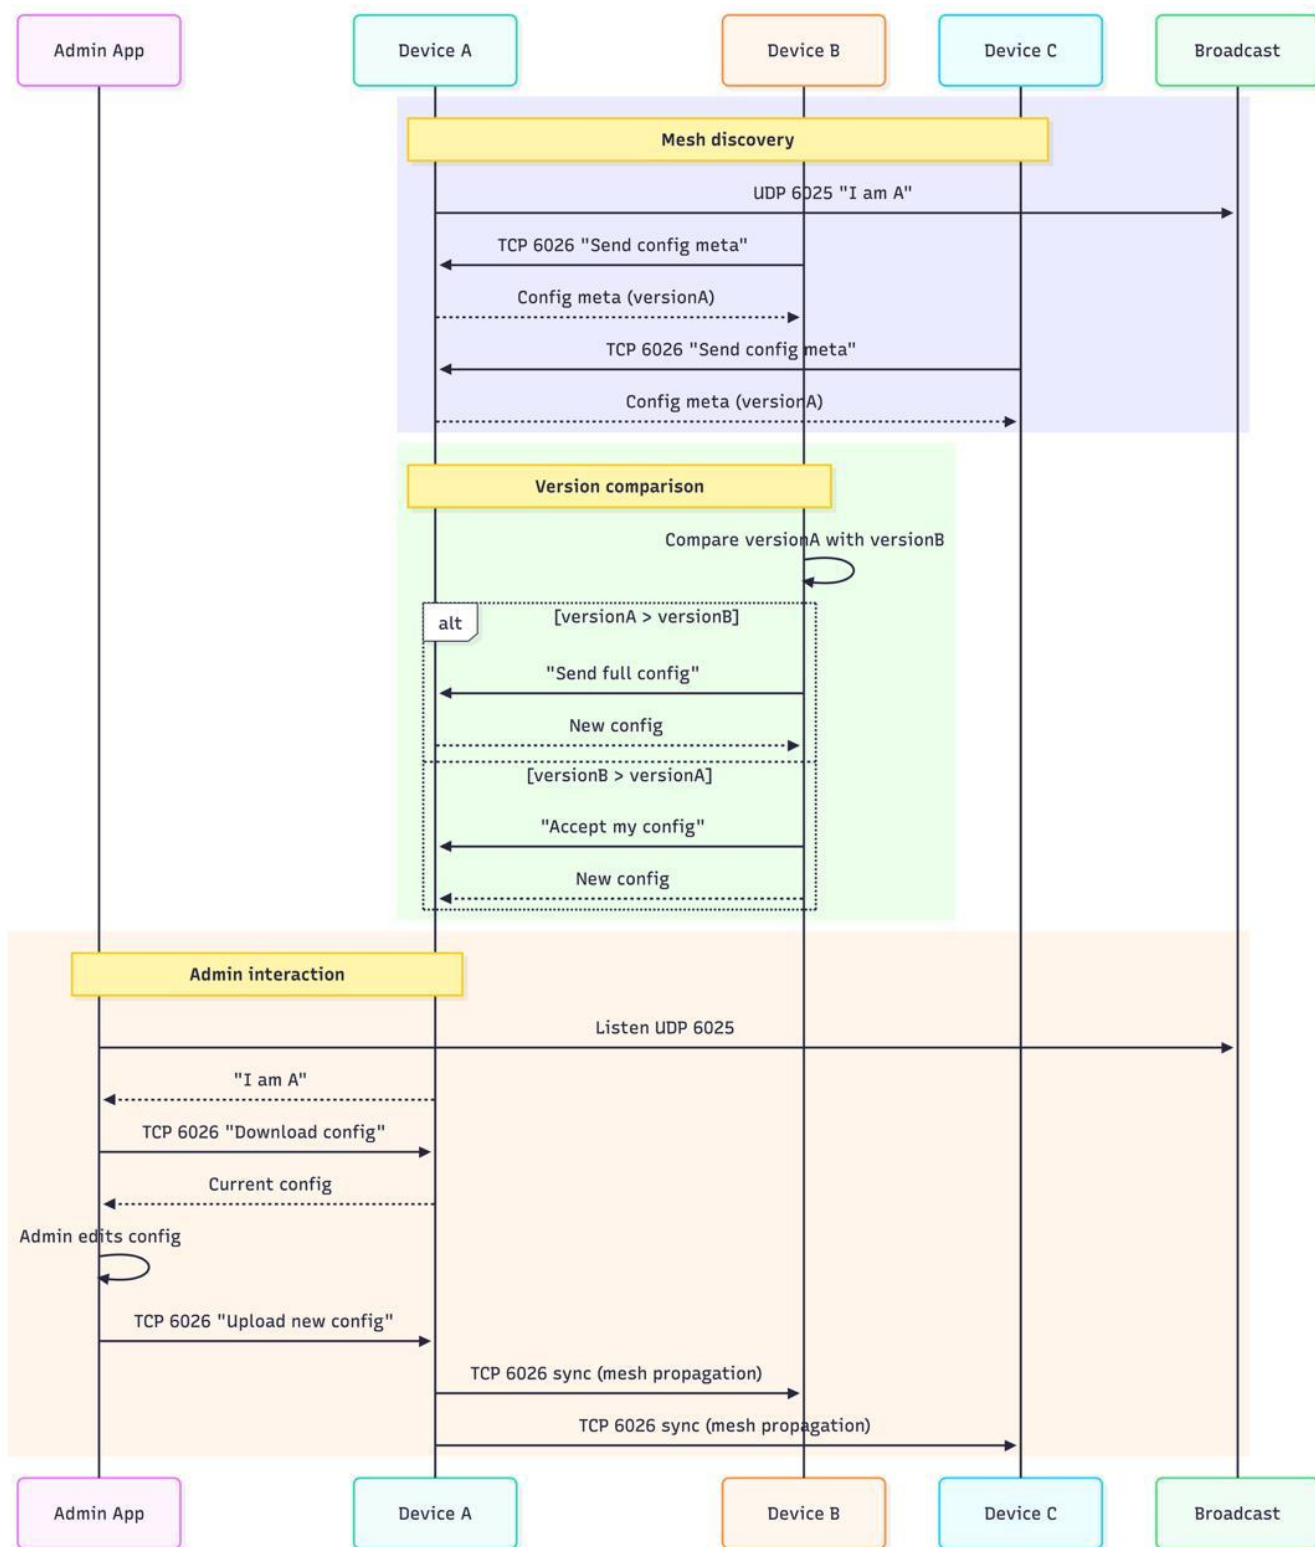 Admin App
Device A
Device B
Device C
Broadcast
Mesh discovery
UDP 6025 "I am A"
TCP 6026 "Send config meta"
Config meta (versionA)
TCP 6026 "Send config meta"
Config meta (versionA)
Version comparison
Compare versionA with versionB
alt
[versionA > versionB]
"Send full config"
New config
[versionB > versionA]
"Accept my config"
New config
Admin interaction
Listen UDP 6025
"I am A"
TCP 6026 "Download config"
Current config
Admin edits config
TCP 6026 "Upload new config"
TCP 6026 sync (mesh propagation)
TCP 6026 sync (mesh propagation)
Admin App
Device A
Device B
Device C
Broadcast